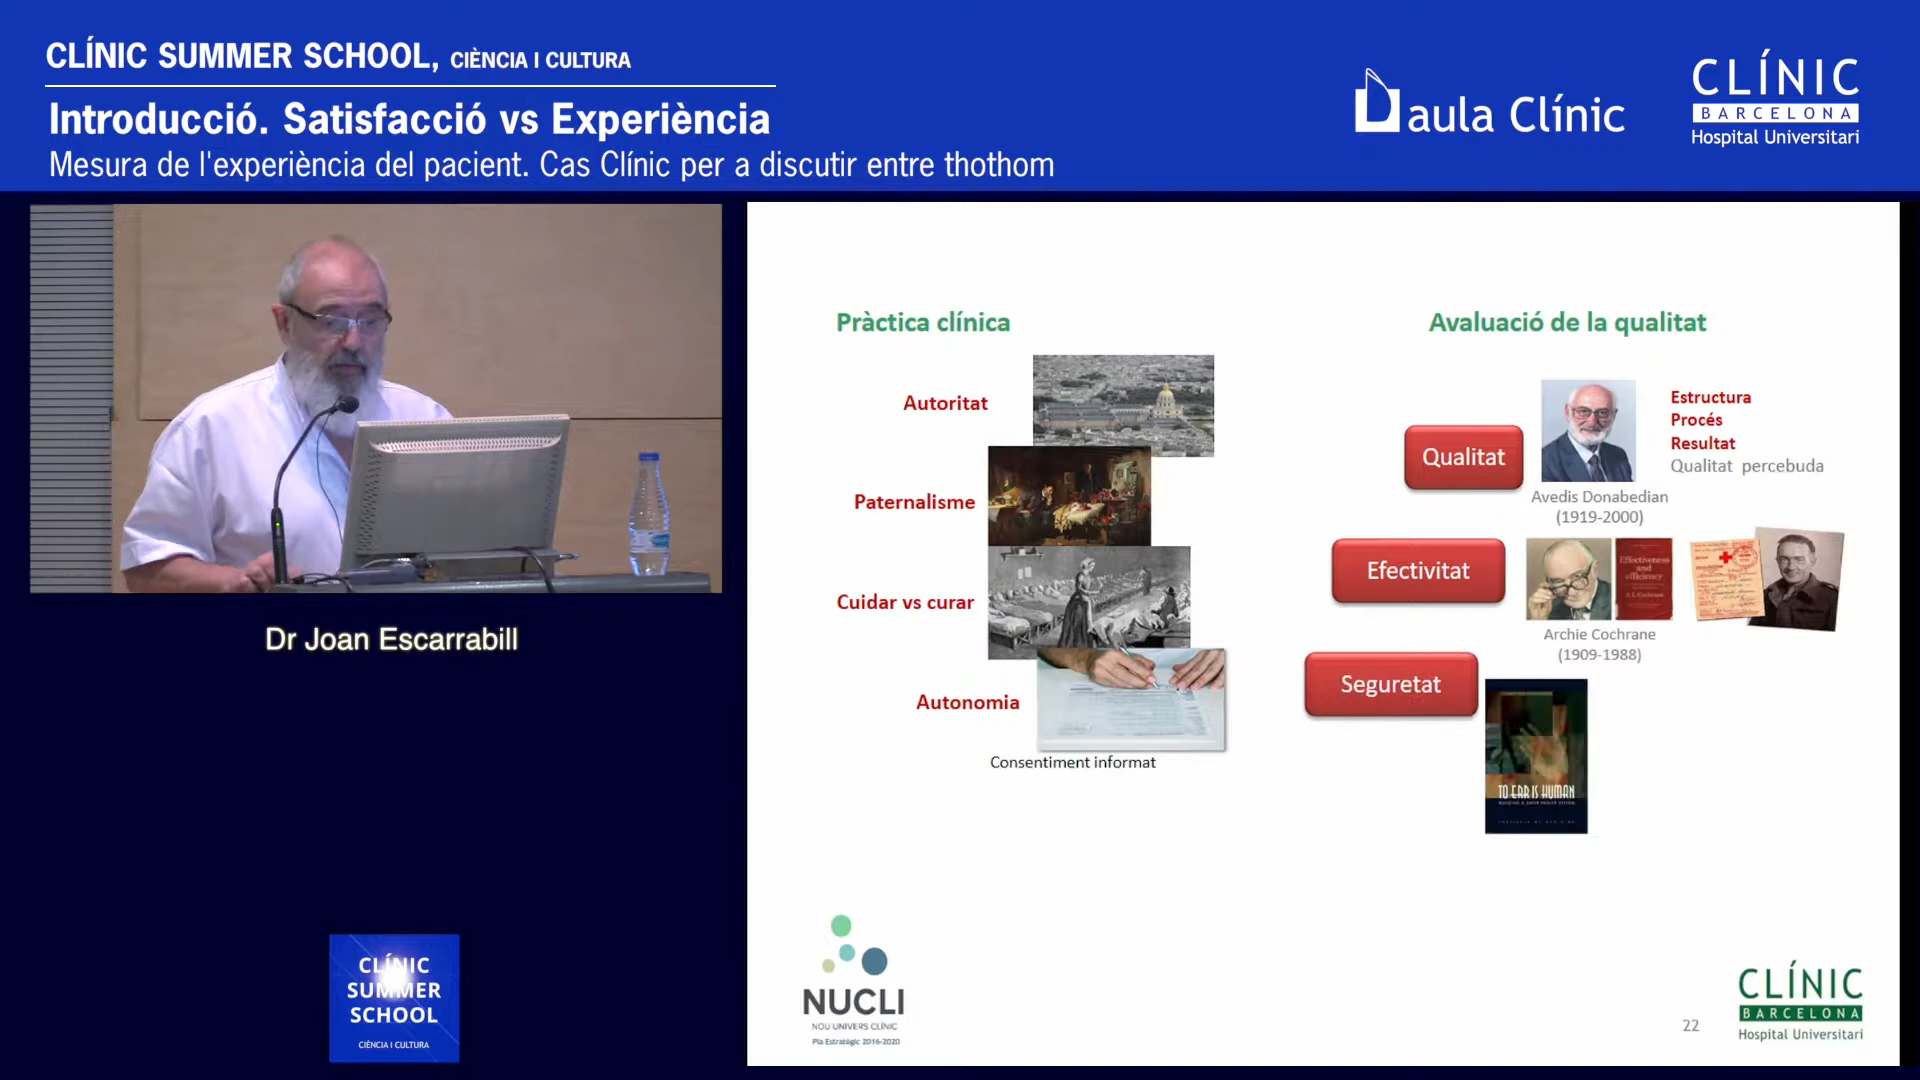 CLÍNIC SUMMER SCHOOL, CIÈNCIA I CULTURA
Introducció. Satisfacció vs Experiència
Mesura de l'experiència del pacient. Cas Clínic per a discutir entre thothom
aula Clínic
CLÍNIC
BARCELONA
Hospital Universitari
Dr Joan Escarrabill
CLÍNIC
SUMMER
SCHOOL
CIÈNCIA I CULTURA
Pràctica clínica
Autoritat
Paternalisme
Cuidar vs curar
Autonomia
Consentiment informat
Avaluació de la qualitat
Qualitat
Estructura
Procés
Resultat
Qualitat percebuda
Avedis Donabedian
(1919-2000)
Efectivitat
Effectiveness
and
efficiency
Archie Cochrane
(1909-1988)
Seguretat
TO ERR IS HUMAN
NUCLI
NOU UNIVERS CLÍNIC
Pla Estratègic 2016-2020
22
CLÍNIC
BARCELONA
Hospital Universitari